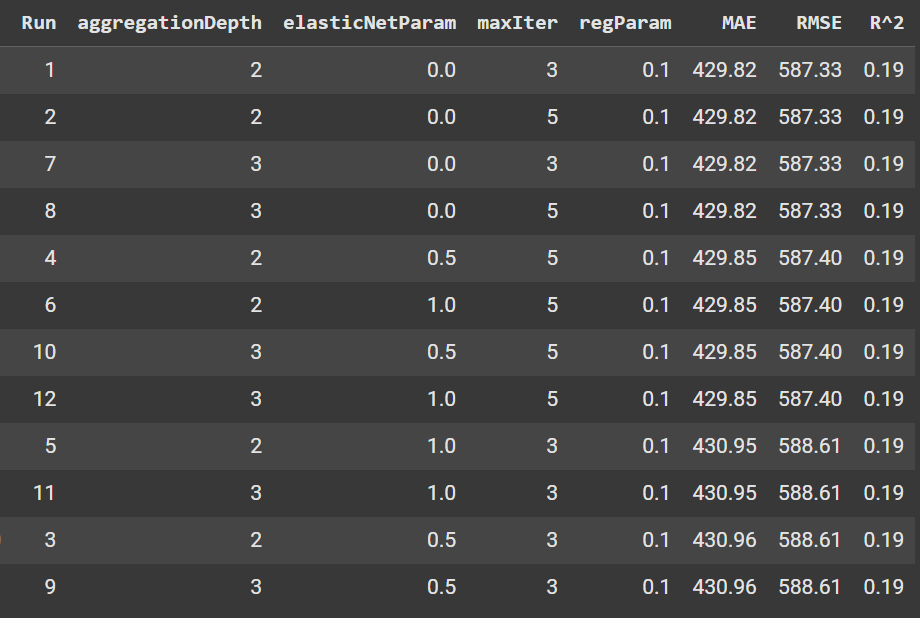 Run aggregationDepth elasticNetParam maxIter regParam MAE RMSE R^2
1 2 0.0 3 0.1 429.82 587.33 0.19
2 2 0.0 5 0.1 429.82 587.33 0.19
7 3 0.0 3 0.1 429.82 587.33 0.19
8 3 0.0 5 0.1 429.82 587.33 0.19
4 2 0.5 5 0.1 429.85 587.40 0.19
6 2 1.0 5 0.1 429.85 587.40 0.19
10 3 0.5 5 0.1 429.85 587.40 0.19
12 3 1.0 5 0.1 429.85 587.40 0.19
5 2 1.0 3 0.1 430.95 588.61 0.19
11 3 1.0 3 0.1 430.95 588.61 0.19
3 2 0.5 3 0.1 430.96 588.61 0.19
9 3 0.5 3 0.1 430.96 588.61 0.19